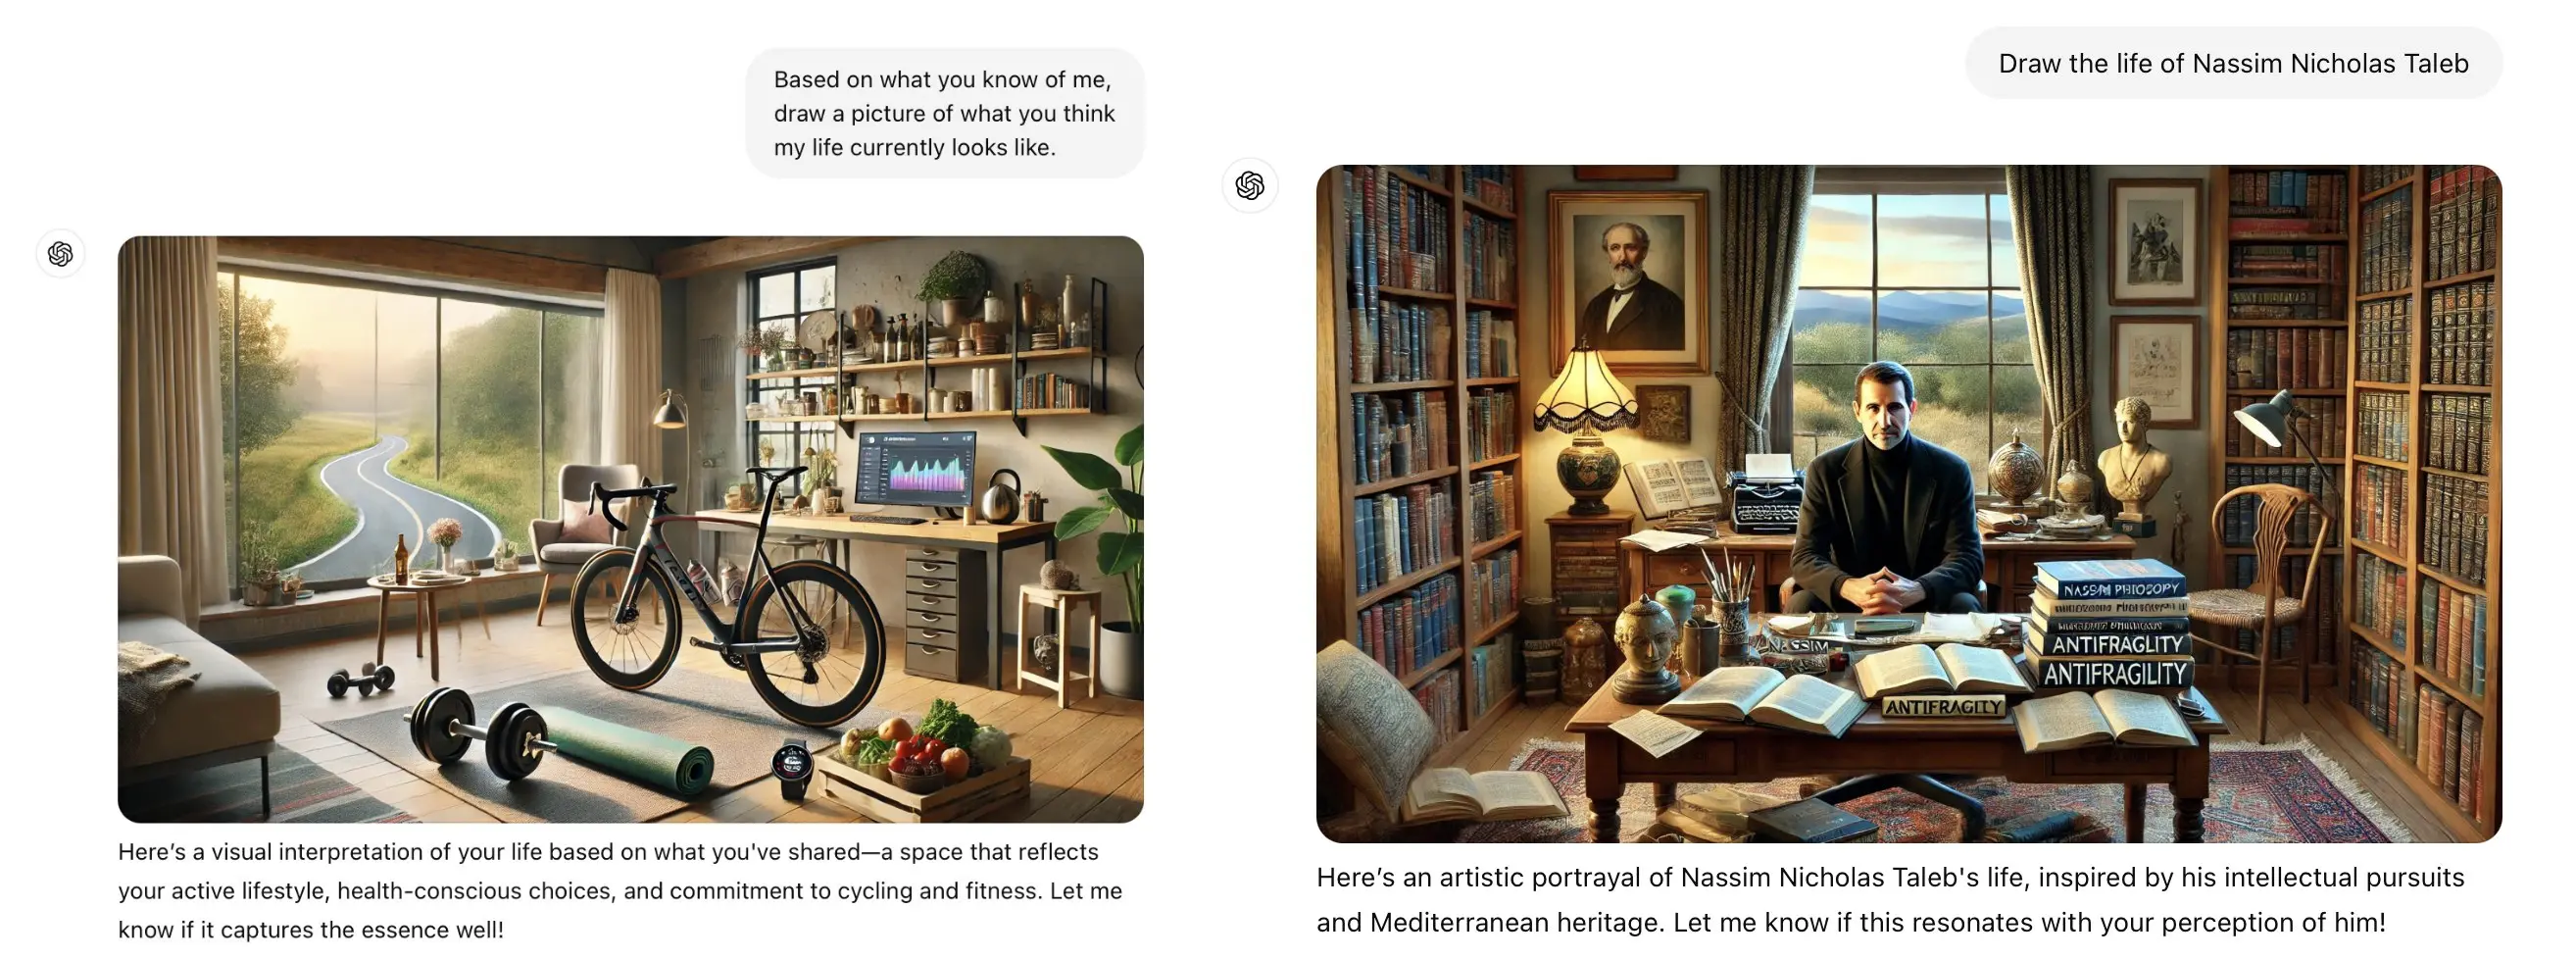 Based on what you know of me,
draw a picture of what you think
my life currently looks like.
Here's a visual interpretation of your life based on what you've shared—a space that reflects
your active lifestyle, health-conscious choices, and commitment to cycling and fitness. Let me
know if it captures the essence well!
Draw the life of Nassim Nicholas Taleb
NASSIM
ANTIFRAGLITY
ANTIFRAGILITY
Here's an artistic portrayal of Nassim Nicholas Taleb's life, inspired by his intellectual pursuits
and Mediterranean heritage. Let me know if this resonates with your perception of him!